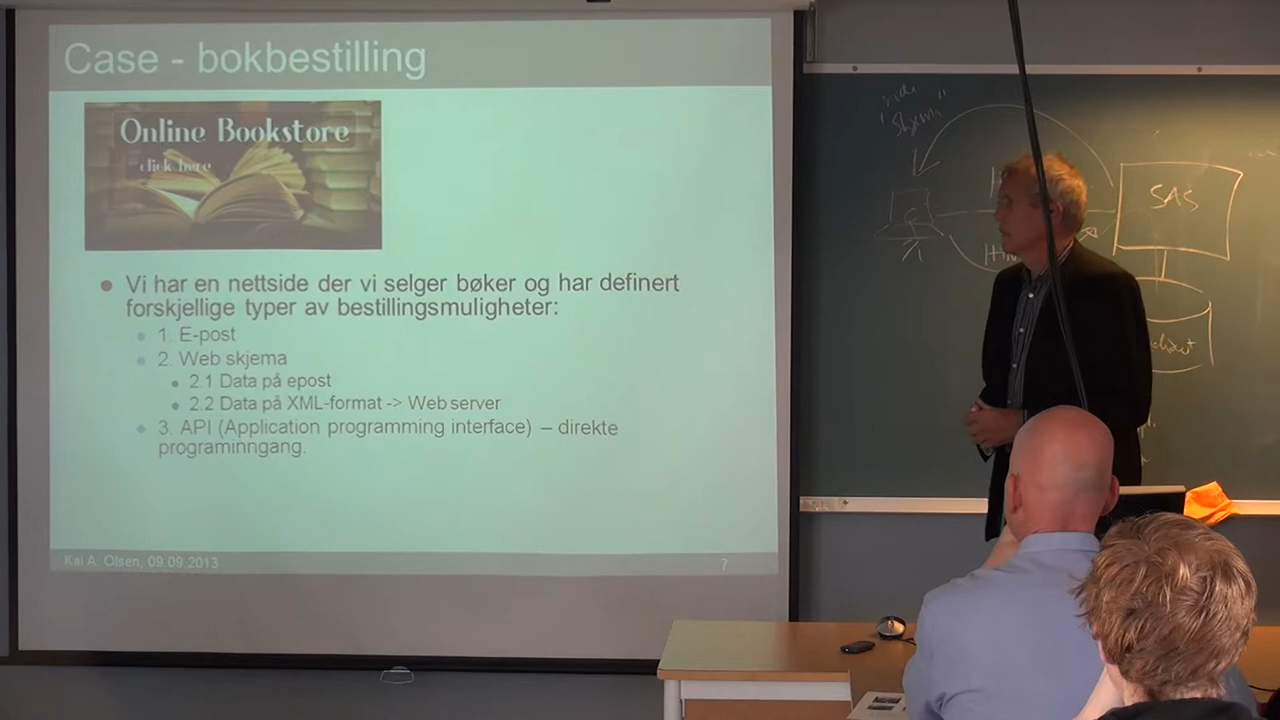 Case - bokbestilling
Online Bookstore
click here
Vi har en nettside der vi selger bøker og har definert
forskjellige typer av bestillingsmuligheter:
1. E-post
2. Web skjema
2.1 Data på epost
2.2 Data på XML-format -> Web server
3. API (Application programming interface) – direkte
programinngang.
Kai A. Olsen, 09.09.2013
7
"Skjema"
SAS